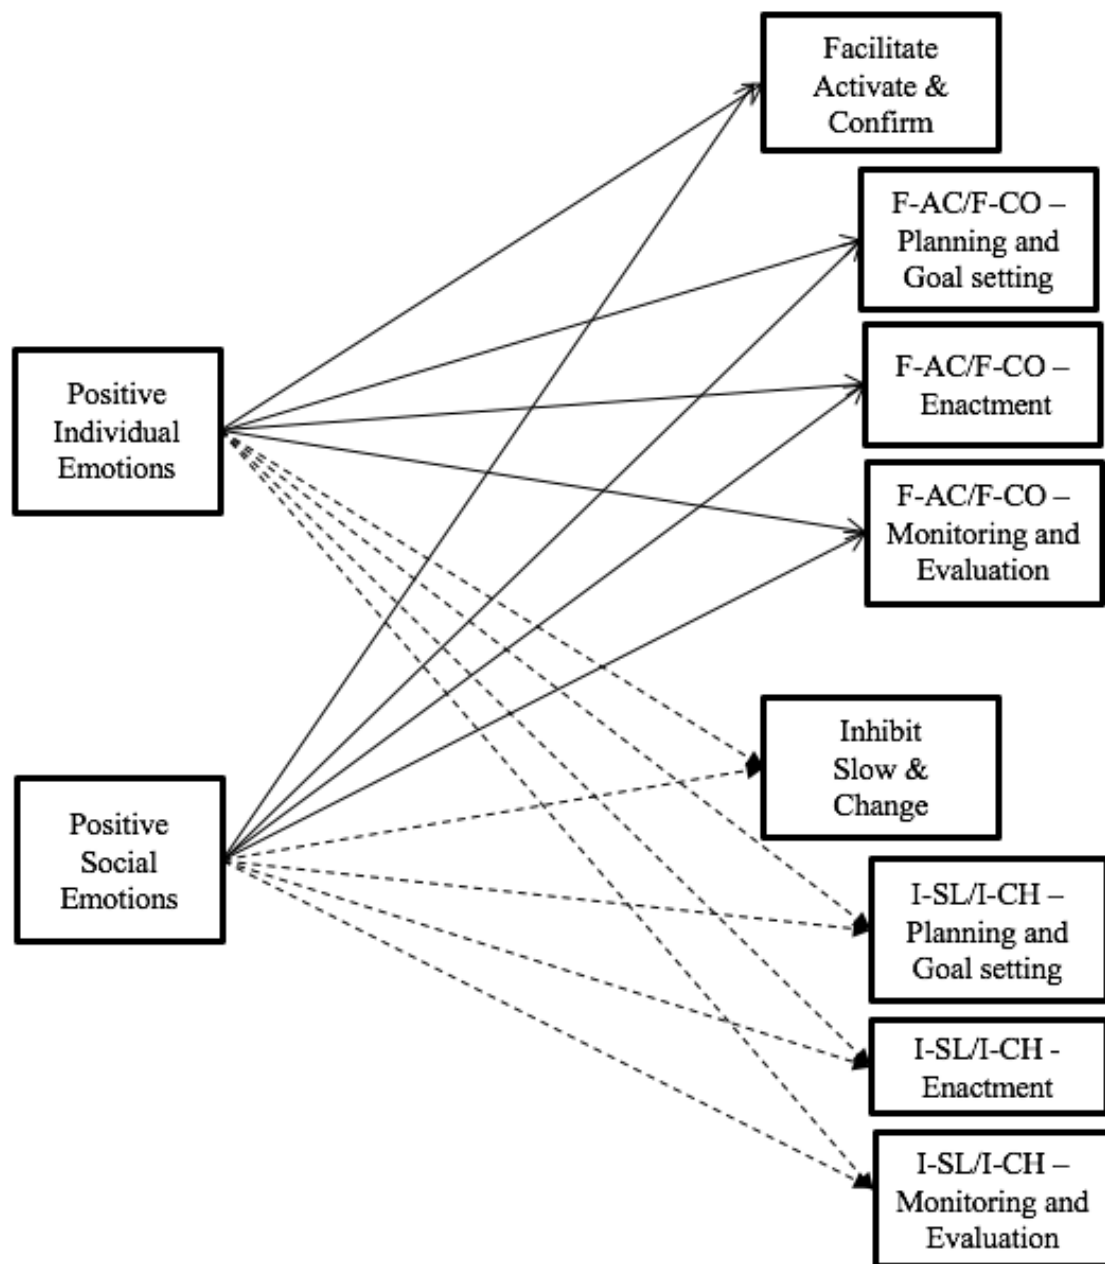 Facilitate
Activate &
Confirm
F-AC/F-CO –
Planning and
Goal setting
F-AC/F-CO –
Enactment
F-AC/F-CO –
Monitoring and
Evaluation
Positive
Individual
Emotions
Positive
Social
Emotions
Inhibit
Slow &
Change
I-SL/I-CH –
Planning and
Goal setting
I-SL/I-CH -
Enactment
I-SL/I-CH –
Monitoring and
Evaluation